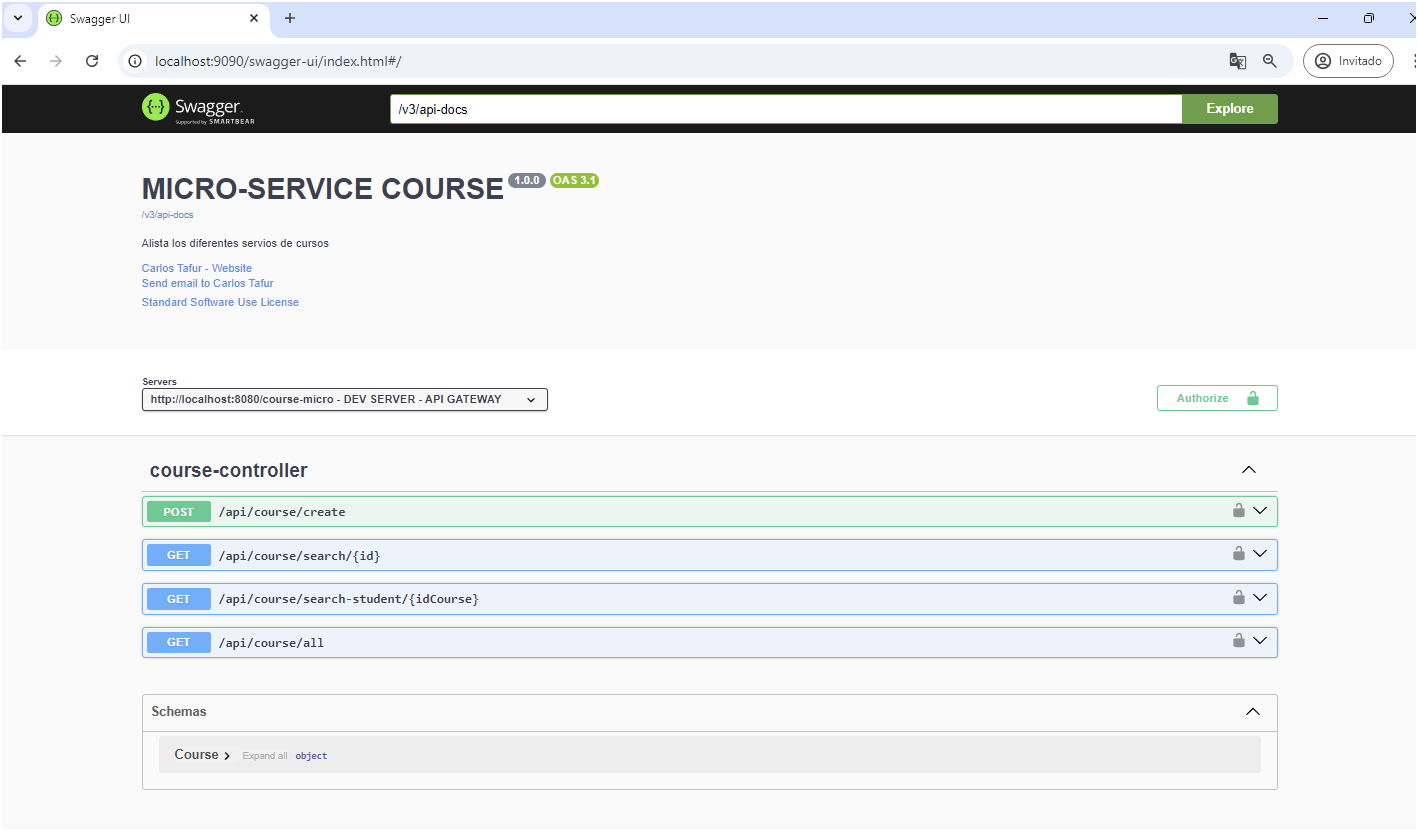 Swagger UI
localhost:9090/swagger-ui/index.html#/
Invitado
Swagger
Supported by SMARTBEAR
/v3/api-docs
Explore
MICRO-SERVICE COURSE 1.0.0 OAS 3.1
/v3/api-docs
Alista los diferentes servios de cursos
Carlos Tafur - Website
Send email to Carlos Tafur
Standard Software Use License
Servers
http://localhost:8080/course-micro - DEV SERVER - API GATEWAY
Authorize
course-controller
POST /api/course/create
GET /api/course/search/{id}
GET /api/course/search-student/{idCourse}
GET /api/course/all
Schemas
Course Expand all object